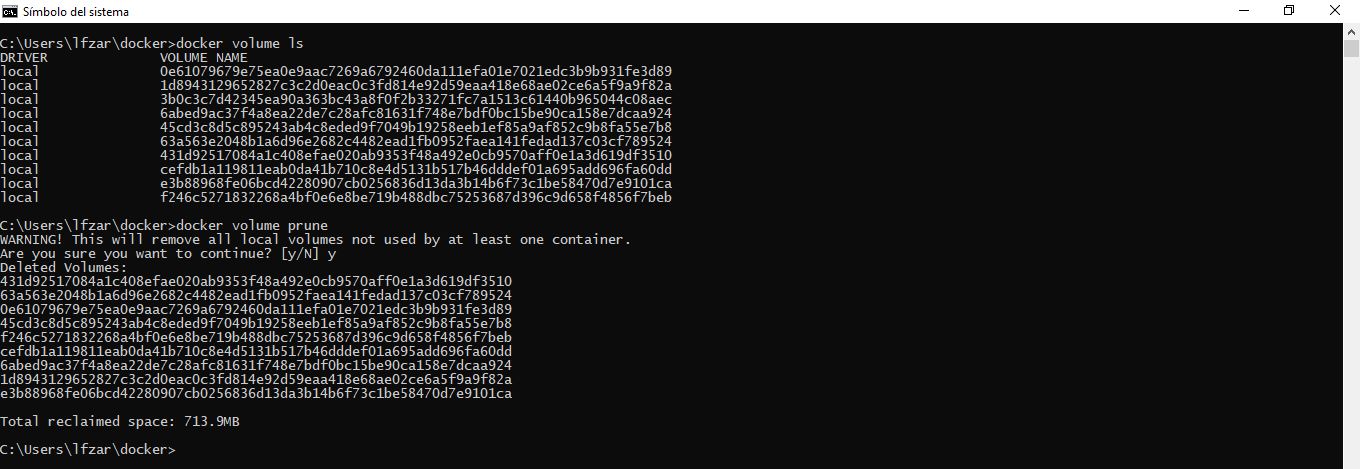 Símbolo del sistema
C:\Users\lfzar\docker>docker volume ls
DRIVER              VOLUME NAME
local               0e61079679e75ea0e9aac7269a6792460da111efa01e7021edc3b9b931fe3d89
local               1d8943129652827c3c2d0eac0c3fd814e92d59eaa418e68ae02ce6a5f9a9f82a
local               3b0c3c7d42345ea90a363bc43a8f0f2b33271fc7a1513c61440b965044c08aec
local               6abed9ac37f4a8ea22de7c28afc81631f748e7bdf0bc15be90ca158e7dcaa924
local               45cd3c8d5c895243ab4c8eded9f7049b19258eeb1ef85a9af852c9b8fa55e7b8
local               63a563e2048b1a6d96e2682c4482ead1fb0952faea141fedad137c03cf789524
local               431d92517084a1c408efae020ab9353f48a492e0cb9570aff0e1a3d619df3510
local               cefdb1a119811eab0da41b710c8e4d5131b517b46dddef01a695add696fa60dd
local               e3b88968fe06bcd42280907cb0256836d13da3b14b6f73c1be58470d7e9101ca
local               f246c5271832268a4bf0e6e8be719b488dbc75253687d396c9d658f4856f7beb
C:\Users\lfzar\docker>docker volume prune
WARNING! This will remove all local volumes not used by at least one container.
Are you sure you want to continue? [y/N] y
Deleted Volumes:
431d92517084a1c408efae020ab9353f48a492e0cb9570aff0e1a3d619df3510
63a563e2048b1a6d96e2682c4482ead1fb0952faea141fedad137c03cf789524
0e61079679e75ea0e9aac7269a6792460da111efa01e7021edc3b9b931fe3d89
45cd3c8d5c895243ab4c8eded9f7049b19258eeb1ef85a9af852c9b8fa55e7b8
f246c5271832268a4bf0e6e8be719b488dbc75253687d396c9d658f4856f7beb
cefdb1a119811eab0da41b710c8e4d5131b517b46dddef01a695add696fa60dd
6abed9ac37f4a8ea22de7c28afc81631f748e7bdf0bc15be90ca158e7dcaa924
1d8943129652827c3c2d0eac0c3fd814e92d59eaa418e68ae02ce6a5f9a9f82a
e3b88968fe06bcd42280907cb0256836d13da3b14b6f73c1be58470d7e9101ca
Total reclaimed space: 713.9MB
C:\Users\lfzar\docker>